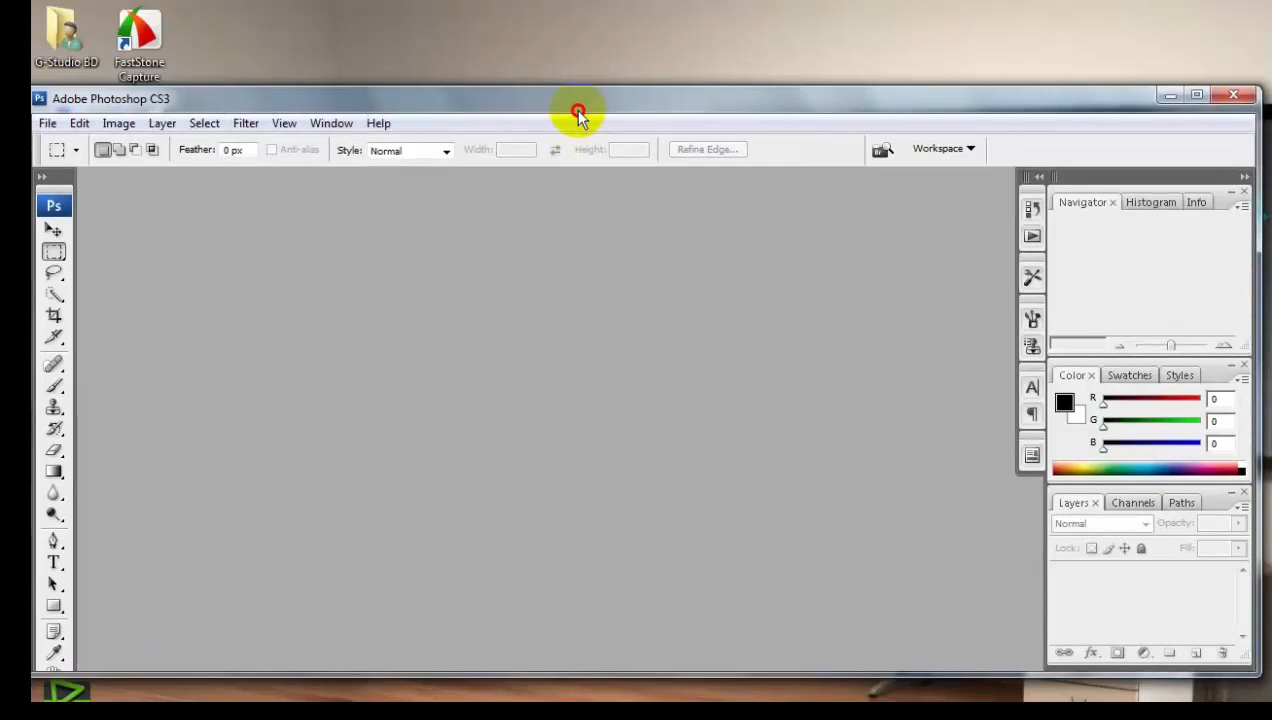 G-Studio BD
FastStone
Capture
Ps Adobe Photoshop CS3
File Edit Image Layer Select Filter View Window Help
Feather: 0 px Anti-alias Style: Normal Width: Height: Refine Edge... Workspace
Ps
Navigator Histogram Info
Color Swatches Styles
R 0
G 0
B 0
Layers Channels Paths
Normal Opacity:
Lock: Fill:
T
A
fx